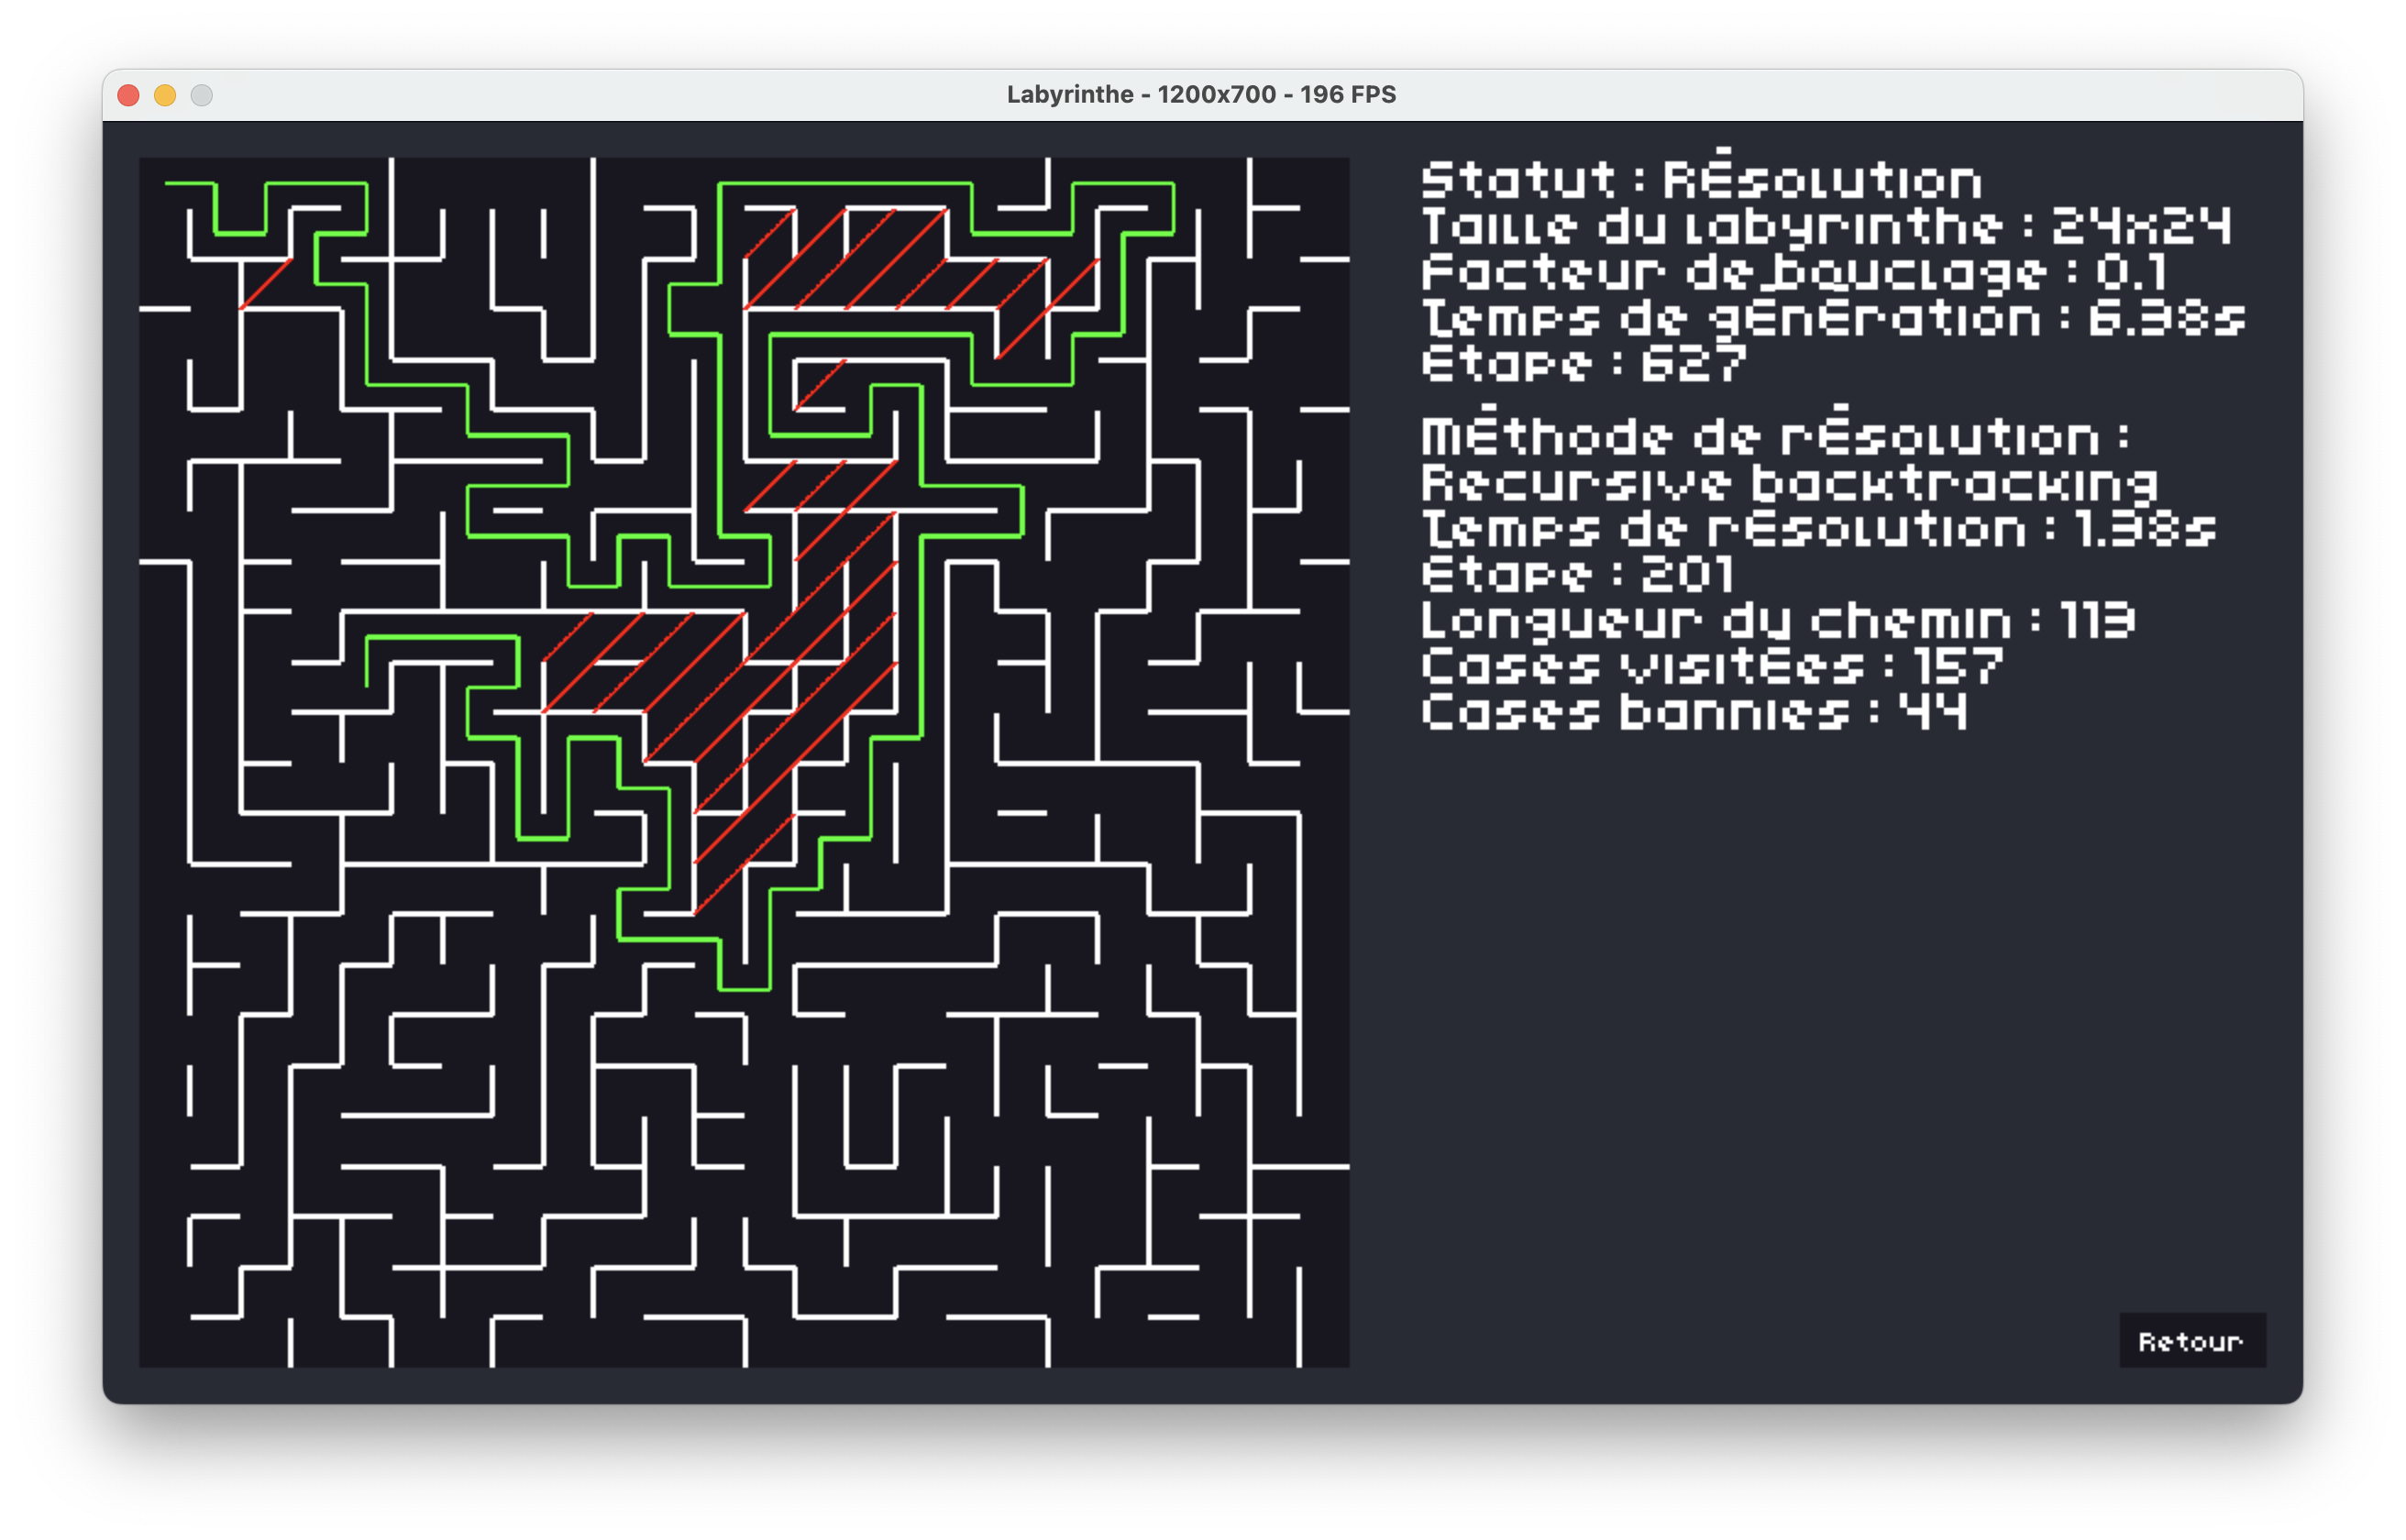 Labyrinthe - 1200x700 - 196 FPS
Statut : RÉsolution
Taille du labyrinthe : 24x24
Facteur de bouclage : 0.1
Temps de gÉnÉration : 6.38s
Étape : 627
MÉthode de rÉsolution :
Recursive backtracking
Temps de rÉsolution : 1.38s
Étape : 201
Longueur du chemin : 113
Cases visitÉes : 157
Cases bannies : 44
Retour